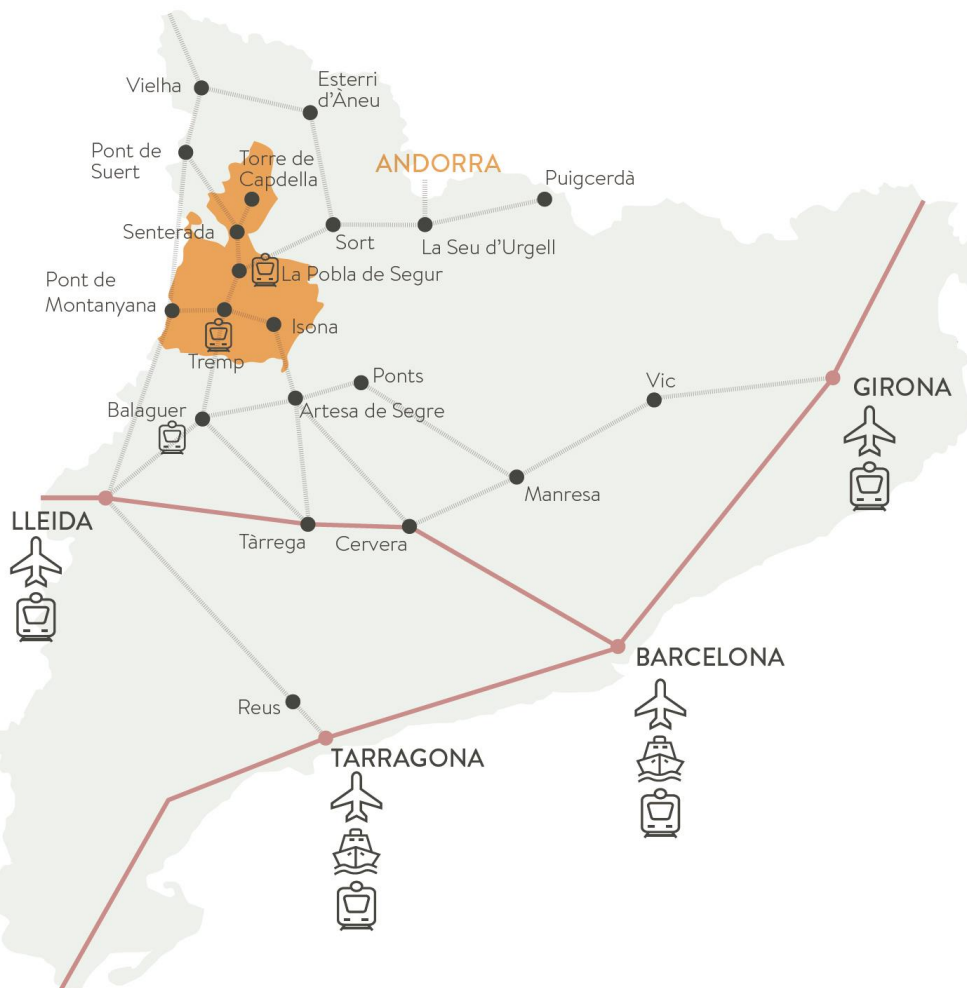 Vielha
Esterri
d'Àneu
Pont de
Suert
Torre de
Capdella
ANDORRA
Puigcerdà
Senterada
Sort
La Seu d'Urgell
La Pobla de Segur
Pont de
Montanyana
Isona
Tremp
Ponts
Vic
GIRONA
Balaguer
Artesa de Segre
Manresa
LLEIDA
Tàrrega
Cervera
BARCELONA
Reus
TARRAGONA